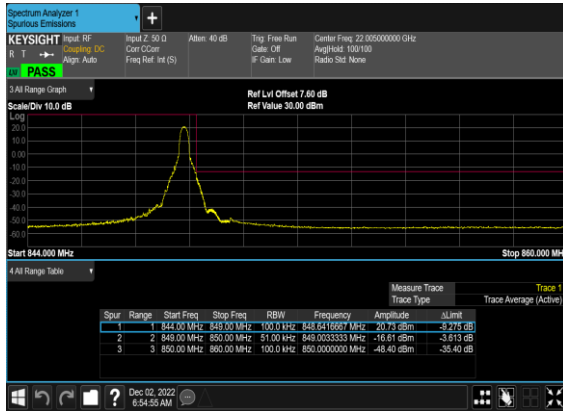 Spectrum Analyzer 1
Spurious Emissions
KEYSIGHT
R T
Input: RF
Coupling: DC
Align: Auto
Input Z: 50 Ω
Corr CCorr
Freq Ref: Int (S)
Atten: 40 dB
Trig: Free Run
Gate: Off
IF Gain: Low
Center Freq: 22.005000000 GHz
Avg|Hold: 100/100
Radio Std: None
PASS
3 All Range Graph
Scale/Div 10.0 dB
Ref Lvl Offset 7.60 dB
Ref Value 30.00 dBm
Log
20.0
10.0
0.00
-10.0
-20.0
-30.0
-40.0
-50.0
-60.0
Start 844.000 MHz
Stop 860.000 MH
4 All Range Table
Measure Trace Trace 1
Trace Type Trace Average (Active)
Spur Range Start Freq Stop Freq RBW Frequency Amplitude ΔLimit
1 1 844.00 MHz 849.00 MHz 100.0 kHz 848.6416667 MHz 20.73 dBm -9.275 dB
2 2 849.00 MHz 850.00 MHz 51.00 kHz 849.0033333 MHz -16.61 dBm -3.613 dB
3 3 850.00 MHz 860.00 MHz 100.0 kHz 850.0000000 MHz -48.40 dBm -35.40 dB
Dec 02, 2022
6:54:55 AM